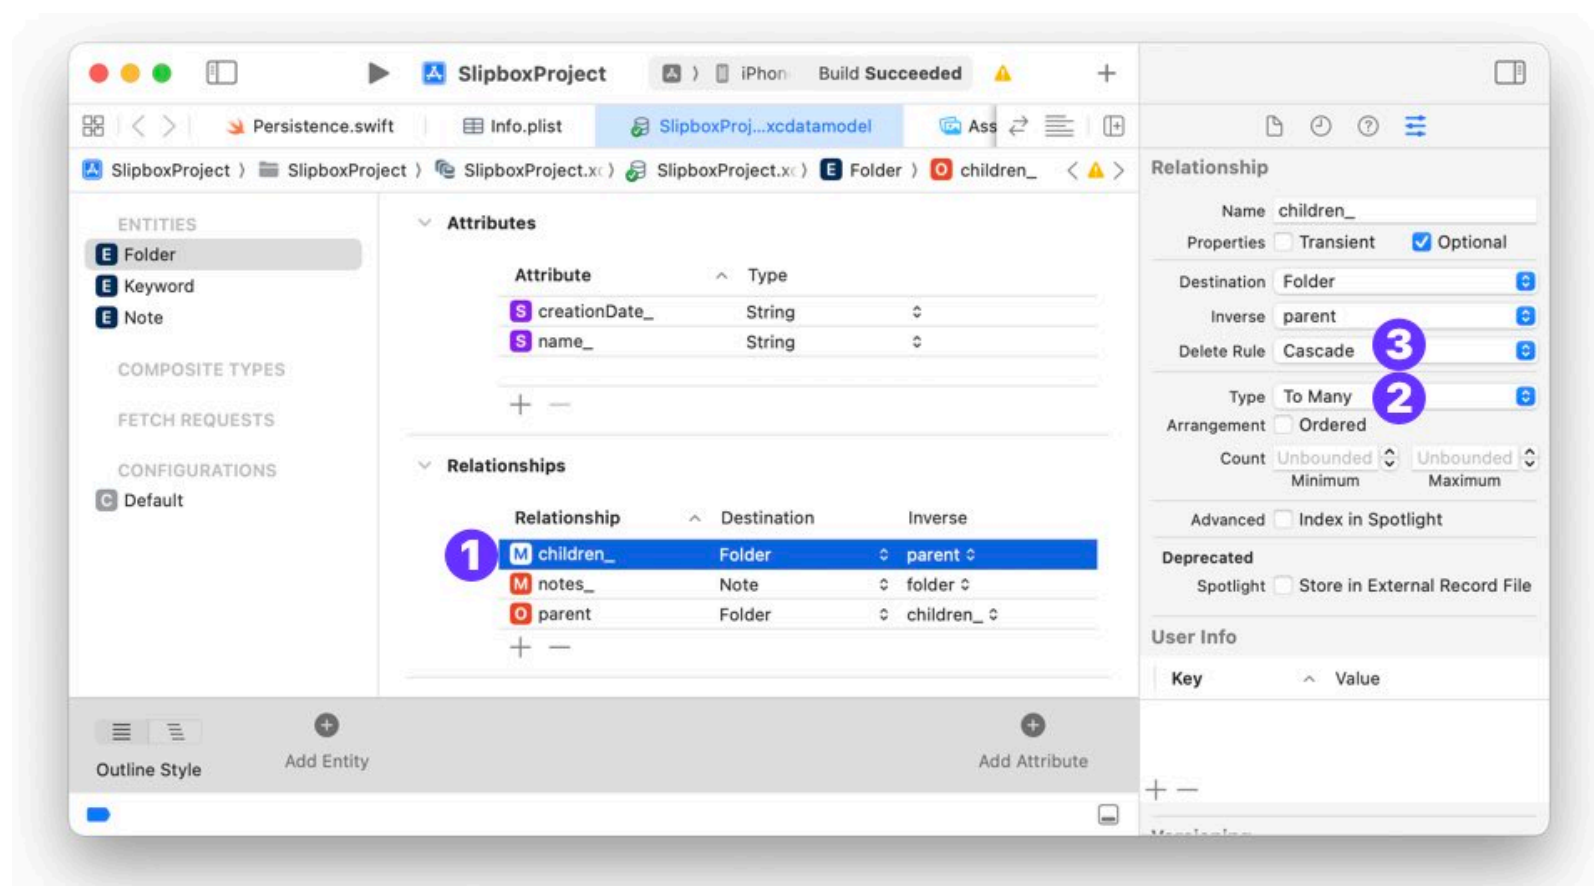 SlipboxProject iPhon Build Succeeded
Persistence.swift Info.plist SlipboxProj...xcdatamodel Ass
SlipboxProject SlipboxProject SlipboxProject.x SlipboxProject.x E Folder O children_
ENTITIES
E Folder
E Keyword
E Note
COMPOSITE TYPES
FETCH REQUESTS
CONFIGURATIONS
C Default
Attributes
Attribute Type
S creationDate_ String
S name_ String
Relationships
Relationship Destination Inverse
1 M children_ Folder parent
M notes_ Note folder
O parent Folder children_
Outline Style Add Entity Add Attribute
Relationship
Name children_
Properties Transient Optional
Destination Folder
Inverse parent
Delete Rule Cascade 3
Type To Many 2
Arrangement Ordered
Count Unbounded Unbounded
Minimum Maximum
Advanced Index in Spotlight
Deprecated
Spotlight Store in External Record File
User Info
Key Value